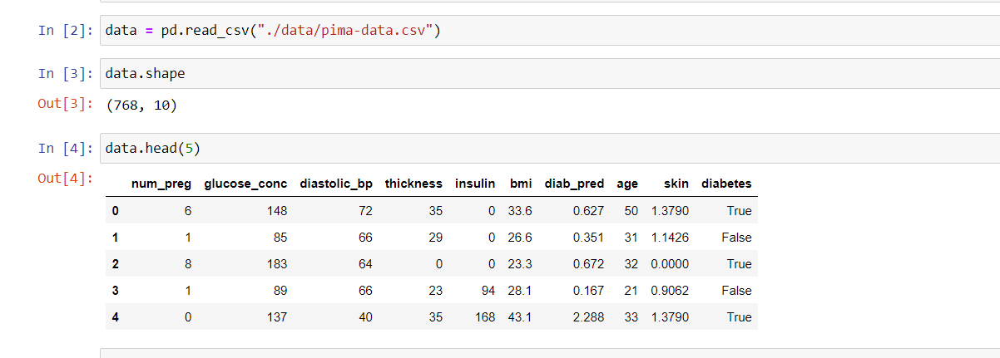 In [2]: data = pd.read_csv("./data/pima-data.csv")
In [3]: data.shape
Out[3]: (768, 10)
In [4]: data.head(5)
Out[4]:
num_preg glucose_conc diastolic_bp thickness insulin bmi diab_pred age skin diabetes
0 6 148 72 35 0 33.6 0.627 50 1.3790 True
1 1 85 66 29 0 26.6 0.351 31 1.1426 False
2 8 183 64 0 0 23.3 0.672 32 0.0000 True
3 1 89 66 23 94 28.1 0.167 21 0.9062 False
4 0 137 40 35 168 43.1 2.288 33 1.3790 True